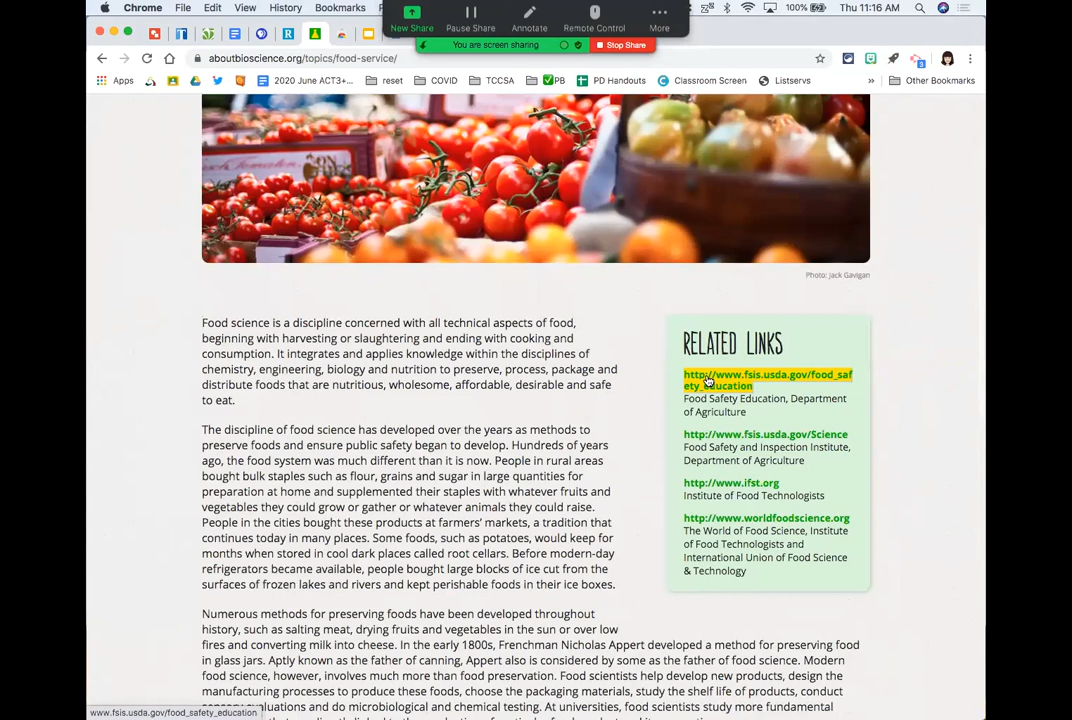 Chrome File Edit View History Bookmarks
100% Thu 11:16 AM
New Share Pause Share Annotate Remote Control More
You are screen sharing Stop Share
aboutbioscience.org/topics/food-service/
Apps 2020 June ACT3+... reset COVID TCCSA PB PD Handouts Classroom Screen Listservs » Other Bookmarks
Photo: Jack Gavigan
Food science is a discipline concerned with all technical aspects of food,
beginning with harvesting or slaughtering and ending with cooking and
consumption. It integrates and applies knowledge within the disciplines of
chemistry, engineering, biology and nutrition to preserve, process, package and
distribute foods that are nutritious, wholesome, affordable, desirable and safe
to eat.
The discipline of food science has developed over the years as methods to
preserve foods and ensure public safety began to develop. Hundreds of years
ago, the food system was much different than it is now. People in rural areas
bought bulk staples such as flour, grains and sugar in large quantities for
preparation at home and supplemented their staples with whatever fruits and
vegetables they could grow or gather or whatever animals they could raise.
People in the cities bought these products at farmers' markets, a tradition that
continues today in many places. Some foods, such as potatoes, would keep for
months when stored in cool dark places called root cellars. Before modern-day
refrigerators became available, people bought large blocks of ice cut from the
surfaces of frozen lakes and rivers and kept perishable foods in their ice boxes.
Numerous methods for preserving foods have been developed throughout
history, such as salting meat, drying fruits and vegetables in the sun or over low
fires and converting milk into cheese. In the early 1800s, Frenchman Nicholas Appert developed a method for preserving food
in glass jars. Aptly known as the father of canning, Appert also is considered by some as the father of food science. Modern
food science, however, involves much more than food preservation. Food scientists help develop new products, design the
manufacturing processes to produce these foods, choose the packaging materials, study the shelf life of products, conduct
sensory evaluations and do microbiological and chemical testing. At universities, food scientists study more fundamental
RELATED LINKS
http://www.fsis.usda.gov/food_saf
ety_education
Food Safety Education, Department
of Agriculture
http://www.fsis.usda.gov/Science
Food Safety and Inspection Institute,
Department of Agriculture
http://www.ifst.org
Institute of Food Technologists
http://www.worldfoodscience.org
The World of Food Science, Institute
of Food Technologists and
International Union of Food Science
& Technology
www.fsis.usda.gov/food_safety_education